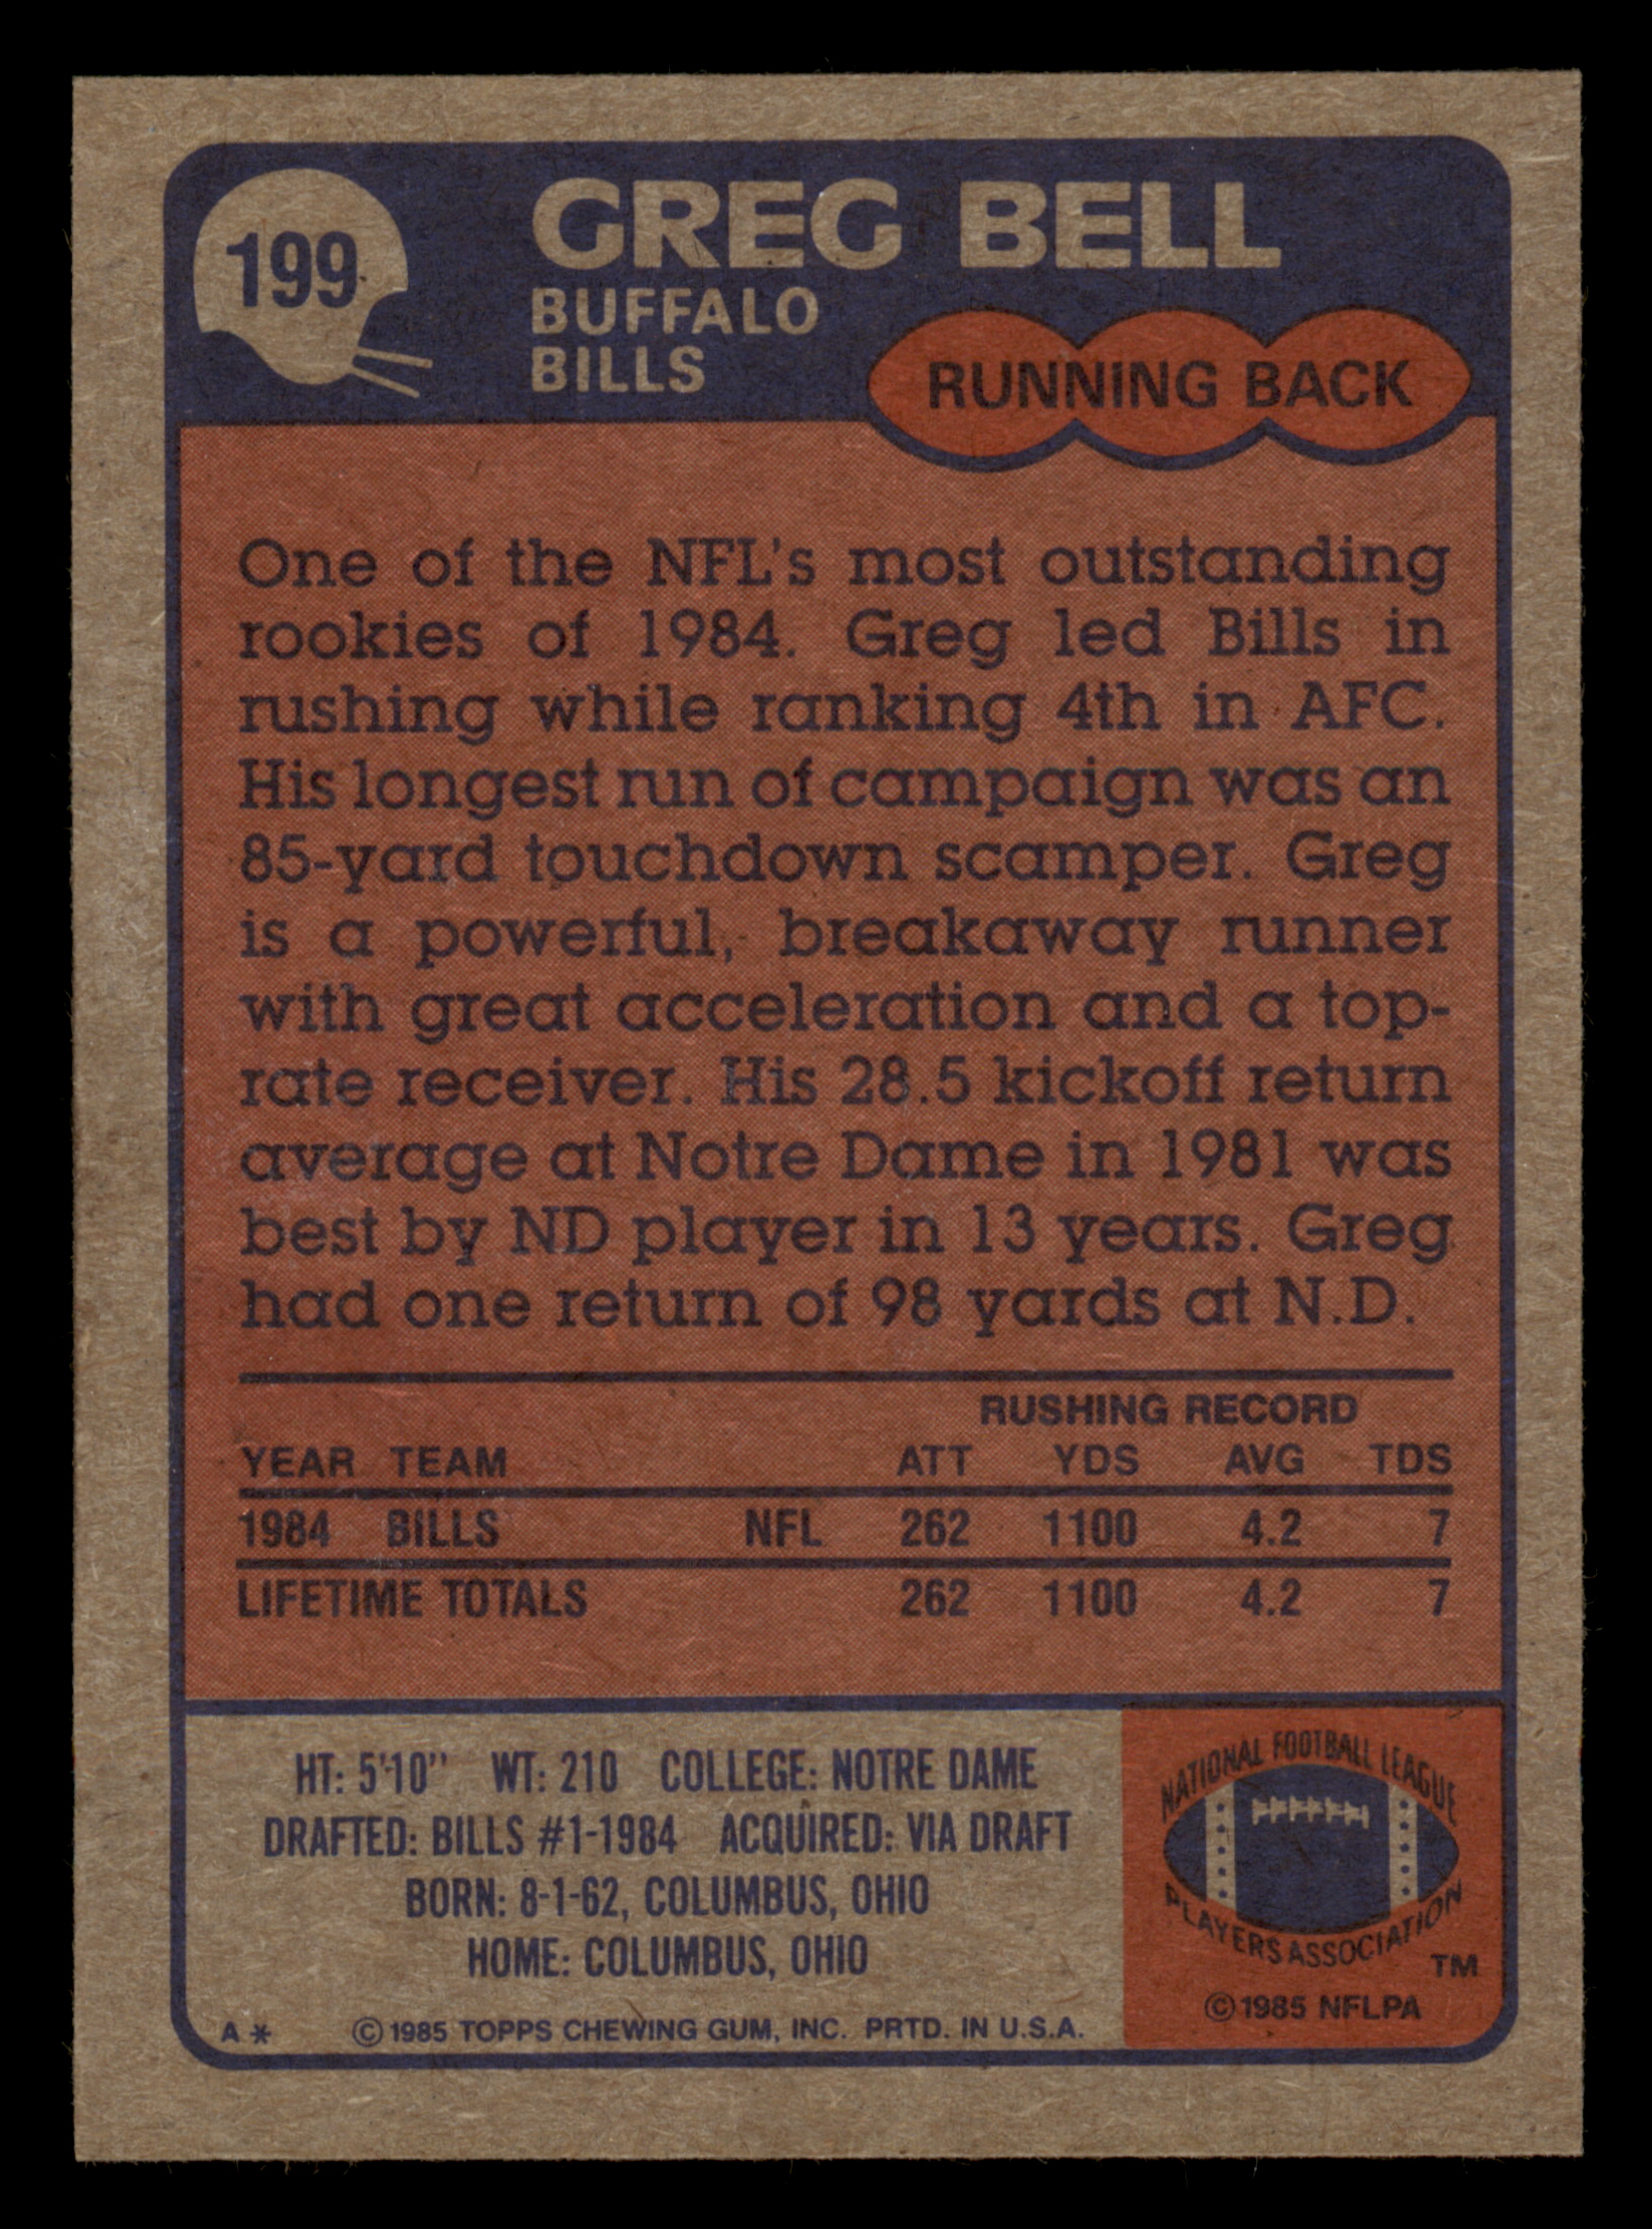 199
GREG BELL
BUFFALO
BILLS
RUNNING BACK
One of the NFL's most outstanding
rookies of 1984. Greg led Bills in
rushing while ranking 4th in AFC.
His longest run of campaign was an
85-yard touchdown scamper. Greg
is a powerful, breakaway runner
with great acceleration and a top-
rate receiver. His 28.5 kickoff return
average at Notre Dame in 1981 was
best by ND player in 13 years. Greg
had one return of 98 yards at N.D.
RUSHING RECORD
YEAR TEAM ATT YDS AVG TDS
1984 BILLS NFL 262 1100 4.2 7
LIFETIME TOTALS 262 1100 4.2 7
HT: 5'10" WT: 210 COLLEGE: NOTRE DAME
DRAFTED: BILLS #1-1984 ACQUIRED: VIA DRAFT
BORN: 8-1-62, COLUMBUS, OHIO
HOME: COLUMBUS, OHIO
A* © 1985 TOPPS CHEWING GUM, INC. PRTD. IN U.S.A.
NATIONAL FOOTBALL LEAGUE
PLAYERS ASSOCIATION
TM
© 1985 NFLPA